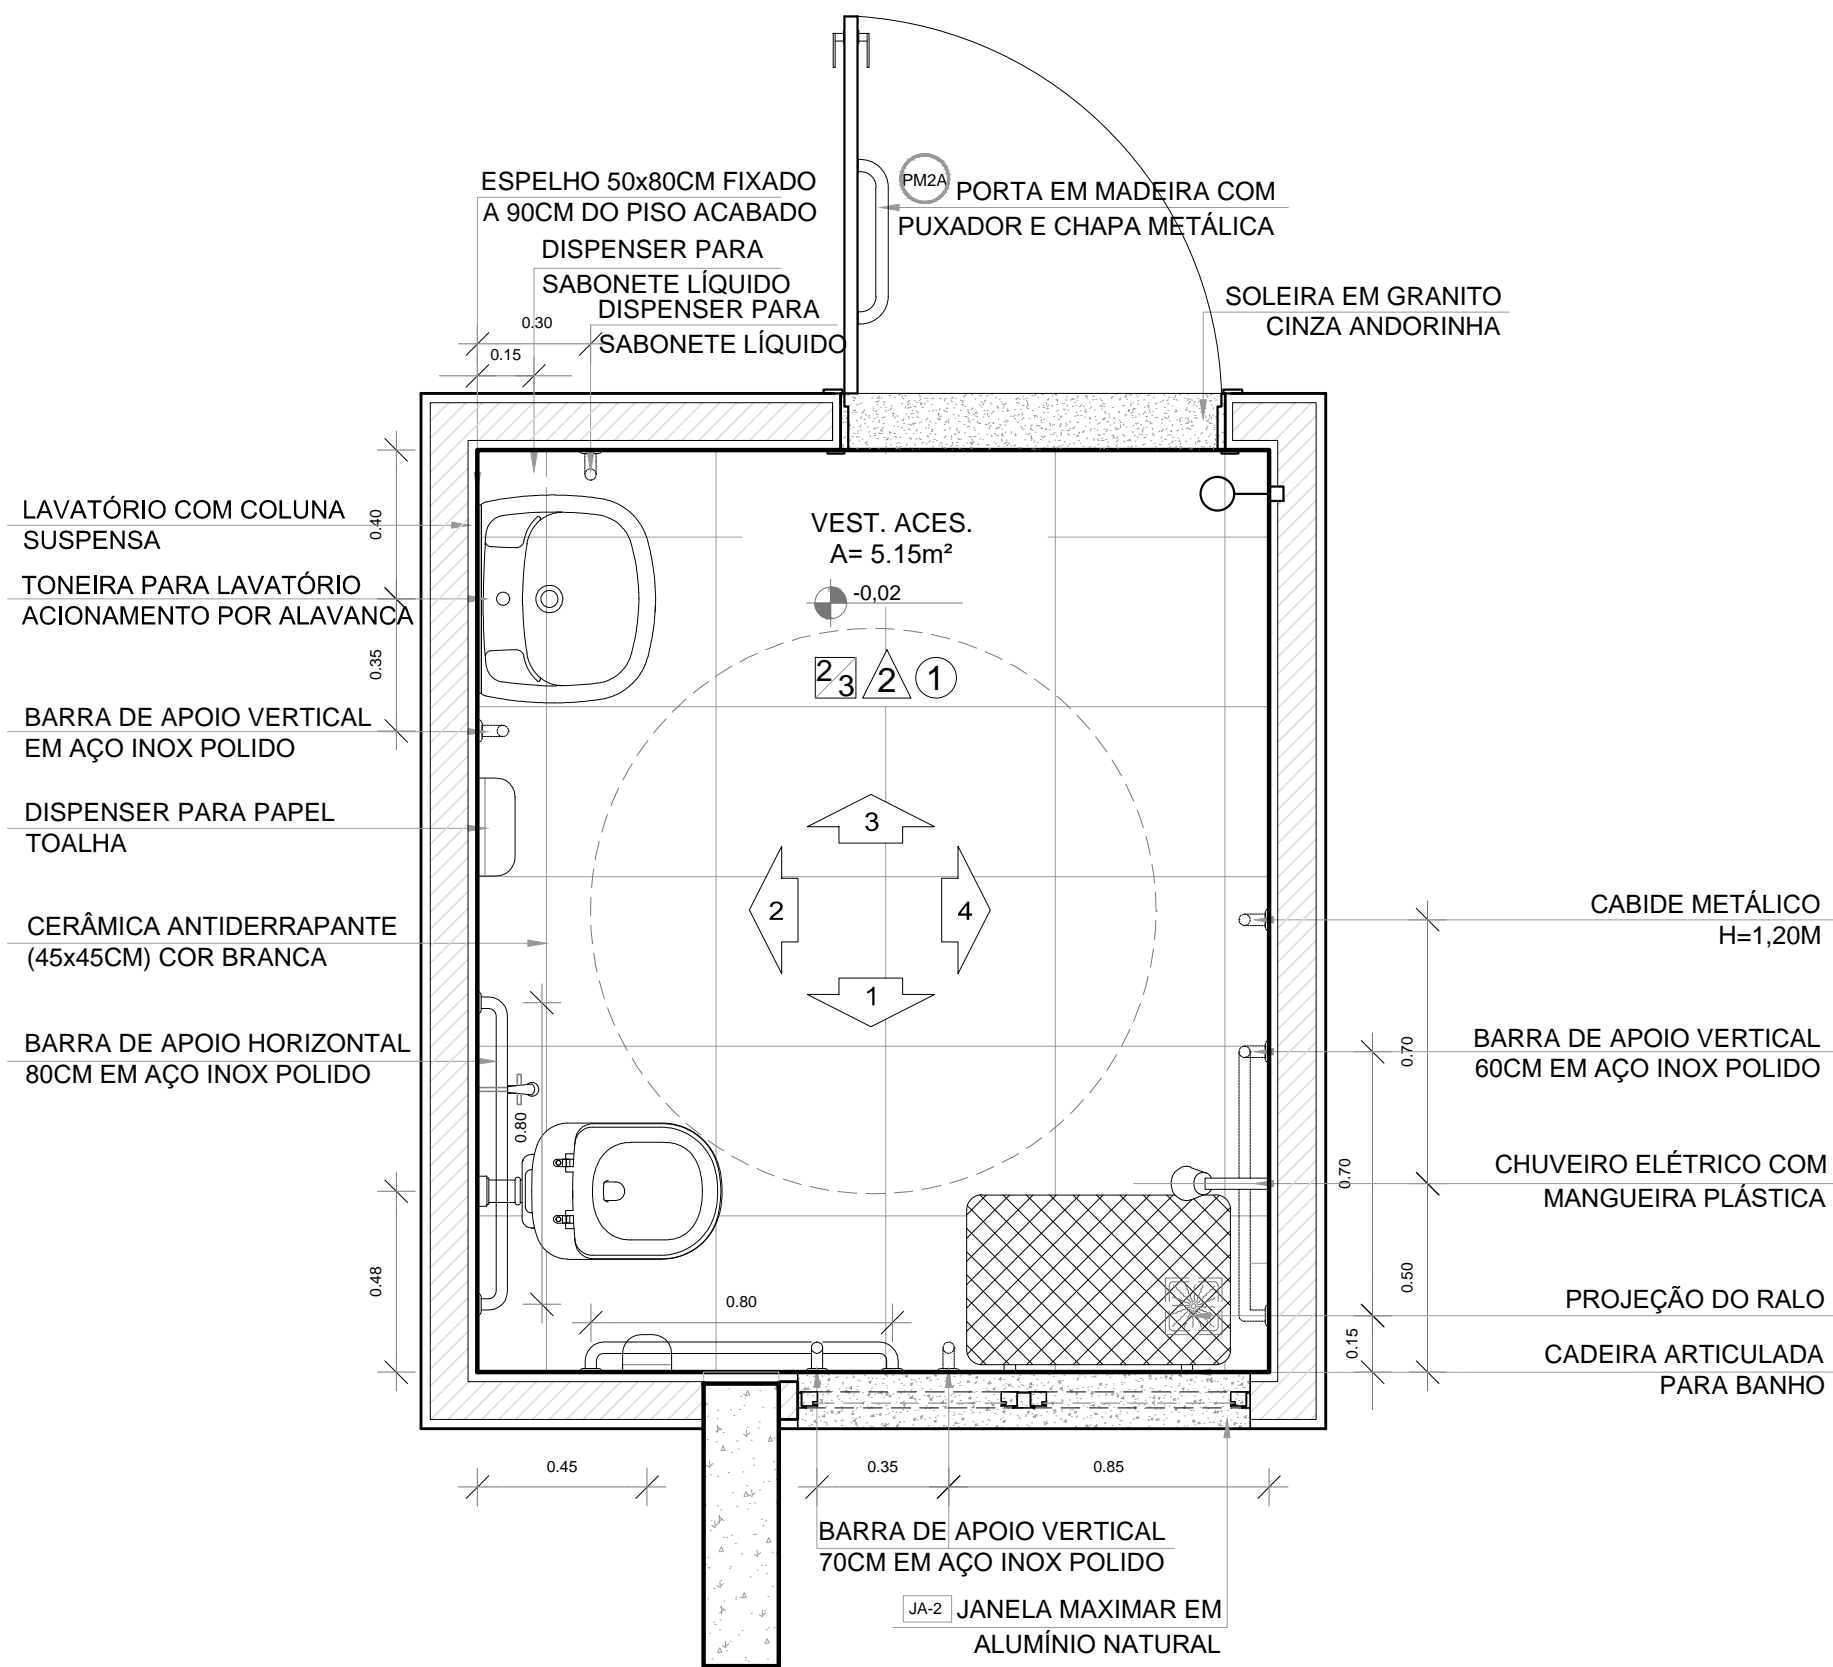 ESPELHO 50x80CM FIXADO
A 90CM DO PISO ACABADO
DISPENSER PARA
SABONETE LÍQUIDO
DISPENSER PARA
SABONETE LÍQUIDO
0.30
0.15
PM2A
PORTA EM MADEIRA COM
PUXADOR E CHAPA METÁLICA
SOLEIRA EM GRANITO
CINZA ANDORINHA
LAVATÓRIO COM COLUNA
SUSPENSA
TONEIRA PARA LAVATÓRIO
ACIONAMENTO POR ALAVANCA
BARRA DE APOIO VERTICAL
EM AÇO INOX POLIDO
DISPENSER PARA PAPEL
TOALHA
CERÂMICA ANTIDERRAPANTE
(45x45CM) COR BRANCA
BARRA DE APOIO HORIZONTAL
80CM EM AÇO INOX POLIDO
0.40
0.35
0.48
0.80
VEST. ACES.
A= 5.15m²
-0,02
2 3 2 1
3
2 4
1
0.80
CABIDE METÁLICO
H=1,20M
BARRA DE APOIO VERTICAL
60CM EM AÇO INOX POLIDO
CHUVEIRO ELÉTRICO COM
MANGUEIRA PLÁSTICA
PROJEÇÃO DO RALO
CADEIRA ARTICULADA
PARA BANHO
0.70
0.70
0.50
0.15
0.45
0.35
0.85
BARRA DE APOIO VERTICAL
70CM EM AÇO INOX POLIDO
JA-2 JANELA MAXIMAR EM
ALUMÍNIO NATURAL